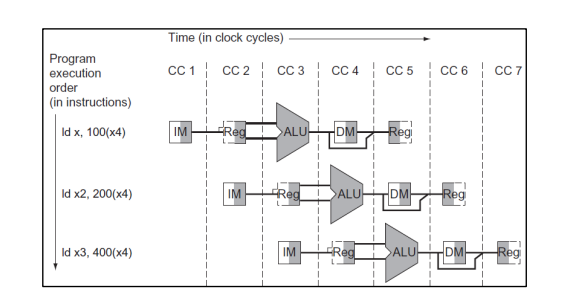 Time (in clock cycles)
Program
execution
order
(in instructions)
CC 1 CC 2 CC 3 CC 4 CC 5 CC 6 CC 7
ld x, 100(x4) IM Reg ALU DM Reg
ld x2, 200(x4) IM Reg ALU DM Reg
ld x3, 400(x4) IM Reg ALU DM Reg